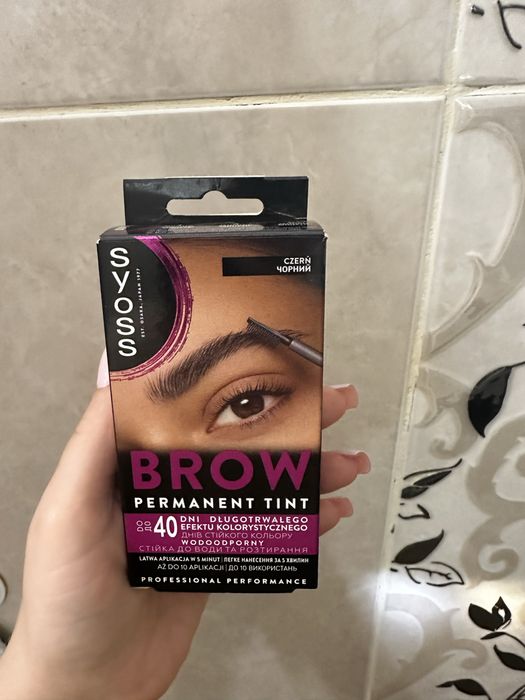 syoss
EST. OSAKA, JAPAN 1977
CZERŃ
ЧОРНИЙ
BROW
PERMANENT TINT
DO
ДО
40
DNI DŁUGOTRWAŁEGO
EFEKTU KOLORYSTYCZNEGO
ДНІВ СТІЙКОГО КОЛЬОРУ
WODOODPORNY
СТІЙКА ДО ВОДИ ТА РОЗТИРАННЯ
ŁATWA APLIKACJA W 5 MINUT | ЛЕГКЕ НАНЕСЕННЯ ЗА 5 ХВИЛИН
AŻ DO 10 APLIKACJI | ДО 10 ВИКОРИСТАНЬ
PROFESSIONAL PERFORMANCE